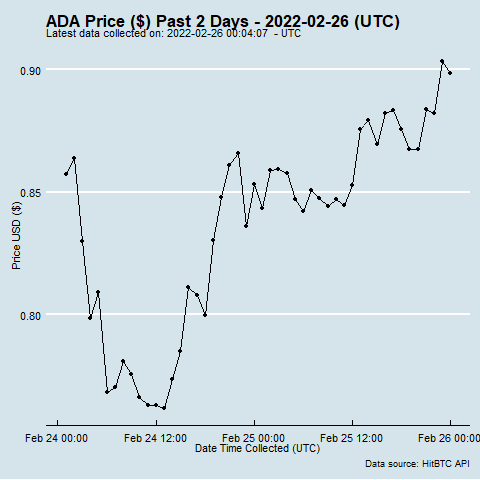 ADA Price ($) Past 2 Days - 2022-02-26 (UTC)
Latest data collected on: 2022-02-26 00:04:07 - UTC
0.90
0.85
0.80
Price USD ($)
Feb 24 00:00 Feb 24 12:00 Feb 25 00:00 Feb 25 12:00 Feb 26 00:00
Date Time Collected (UTC)
Data source: HitBTC API